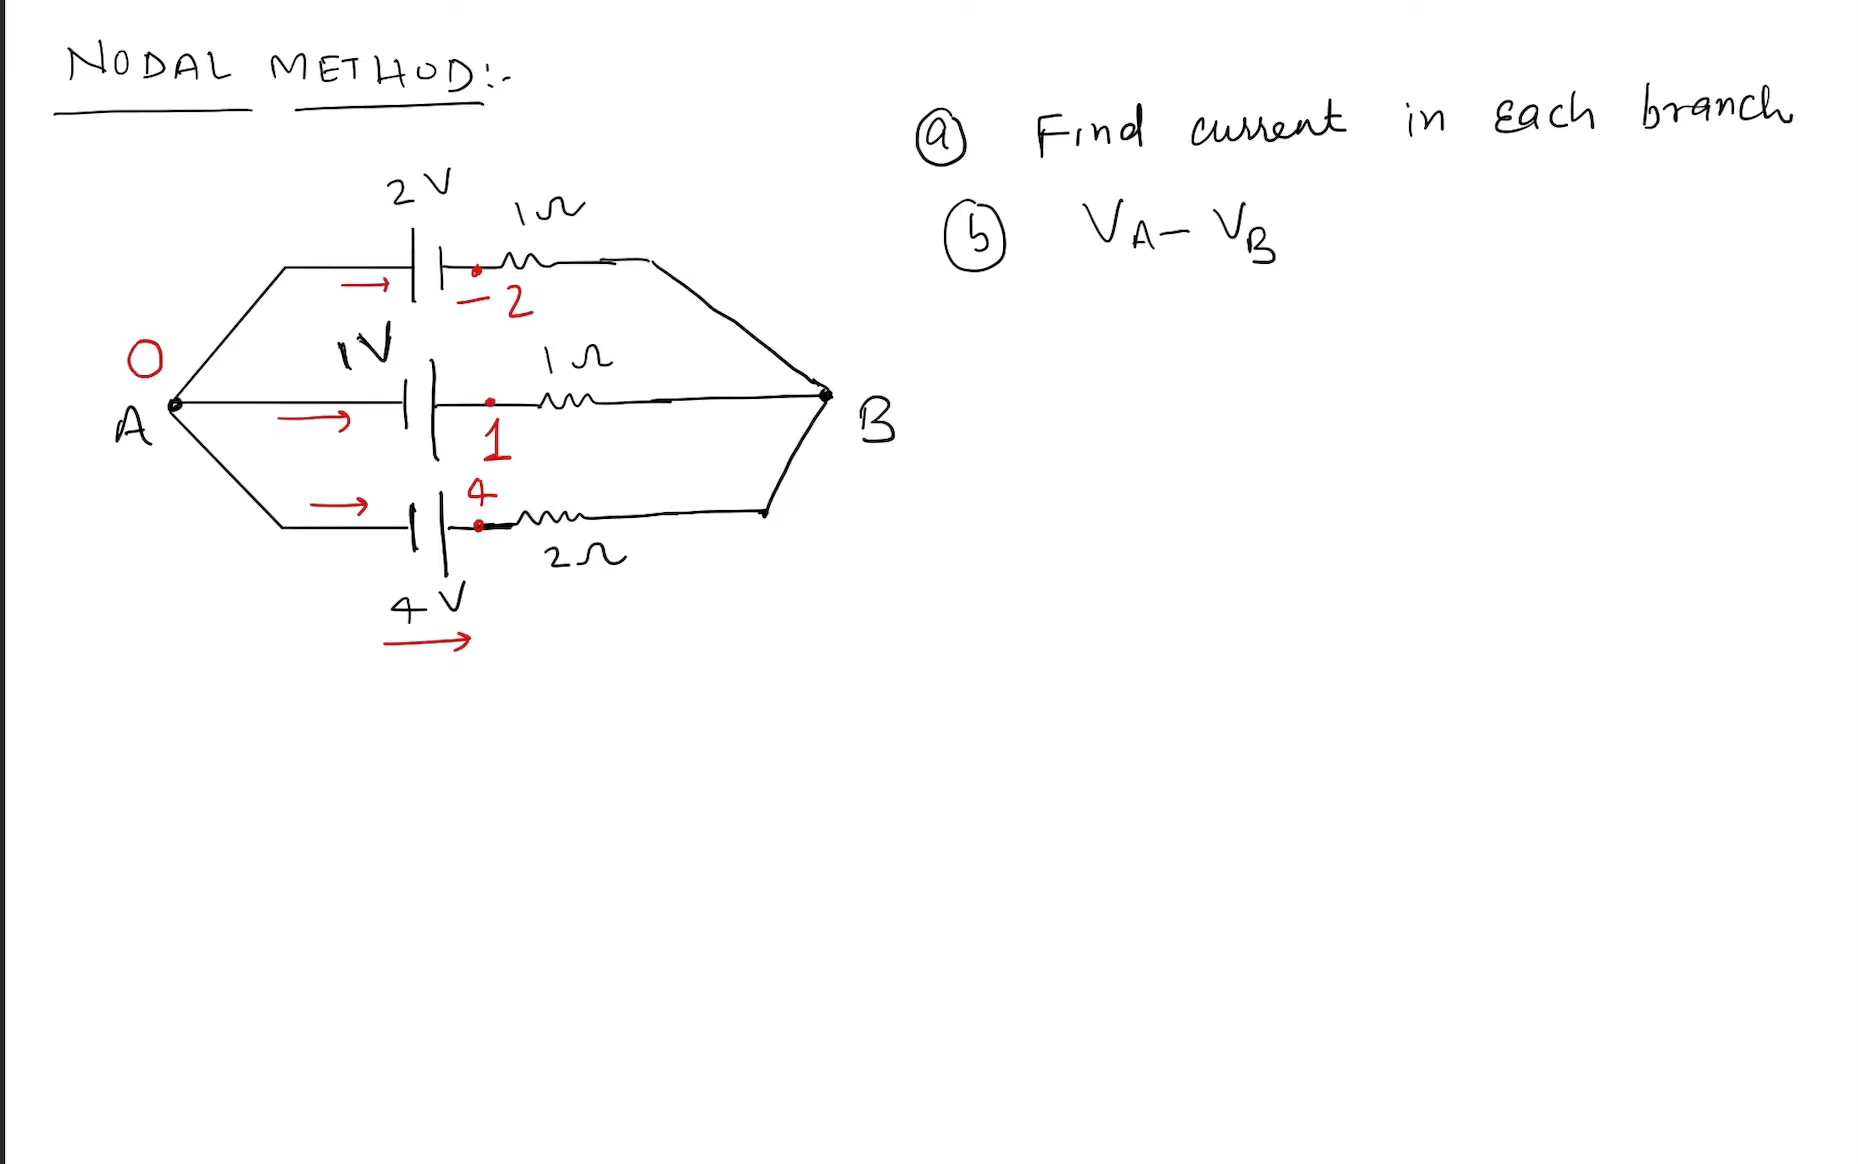 NODAL METHOD:-
ⓐ Find current in Each branch
ⓑ VA - VB
2V
1Ω
-2
1V
1Ω
O
A
1
B
4
2Ω
4V